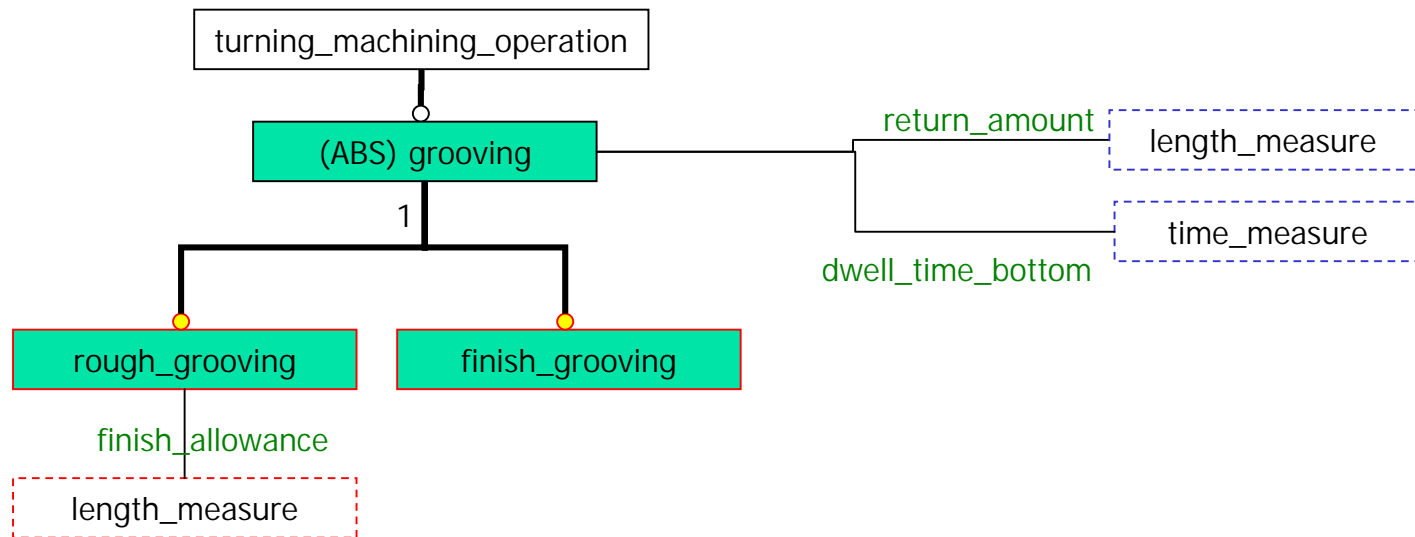 turning_machining_operation
return_amount
length_measure
(ABS) grooving
1
time_measure
dwell_time_bottom
rough_grooving
finish_grooving
finish_allowance
length_measure